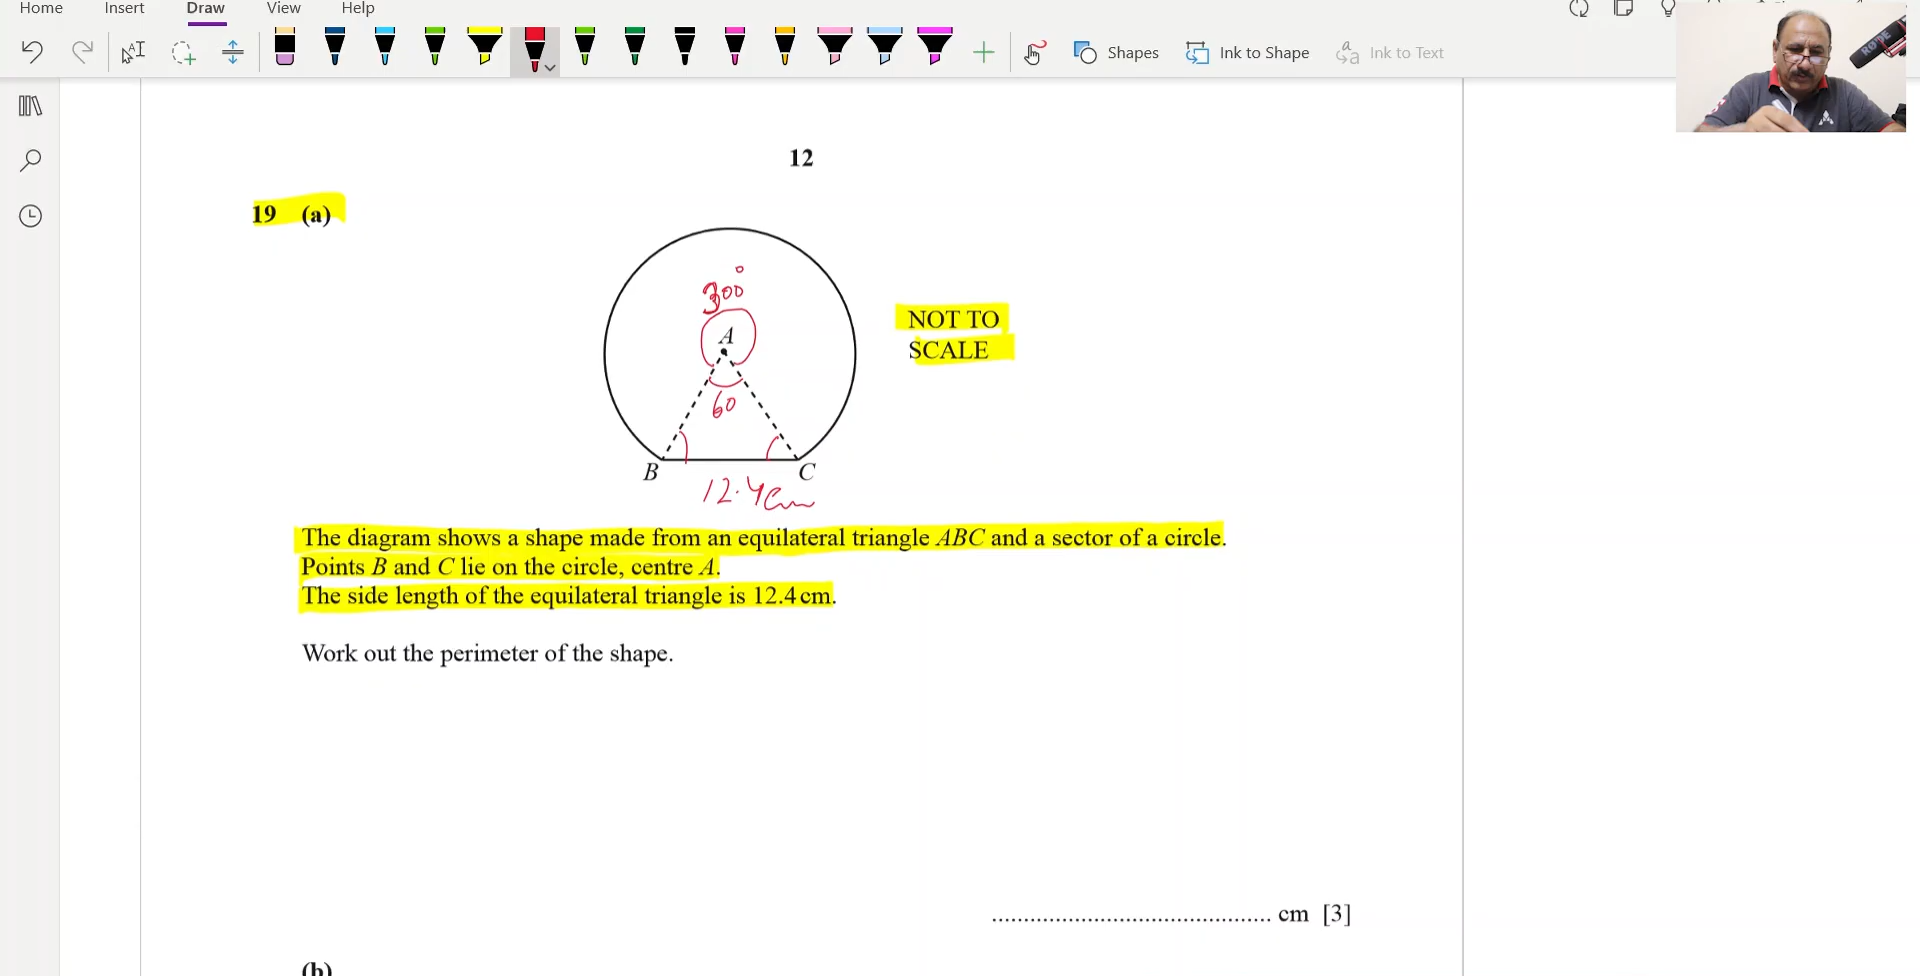 Home Insert Draw View Help
Shapes Ink to Shape Ink to Text
RØDE
12
19 (a)
300°
A
60
B C
12.4cm
NOT TO
SCALE
The diagram shows a shape made from an equilateral triangle ABC and a sector of a circle.
Points B and C lie on the circle, centre A.
The side length of the equilateral triangle is 12.4 cm.
Work out the perimeter of the shape.
............................................ cm [3]
(b)